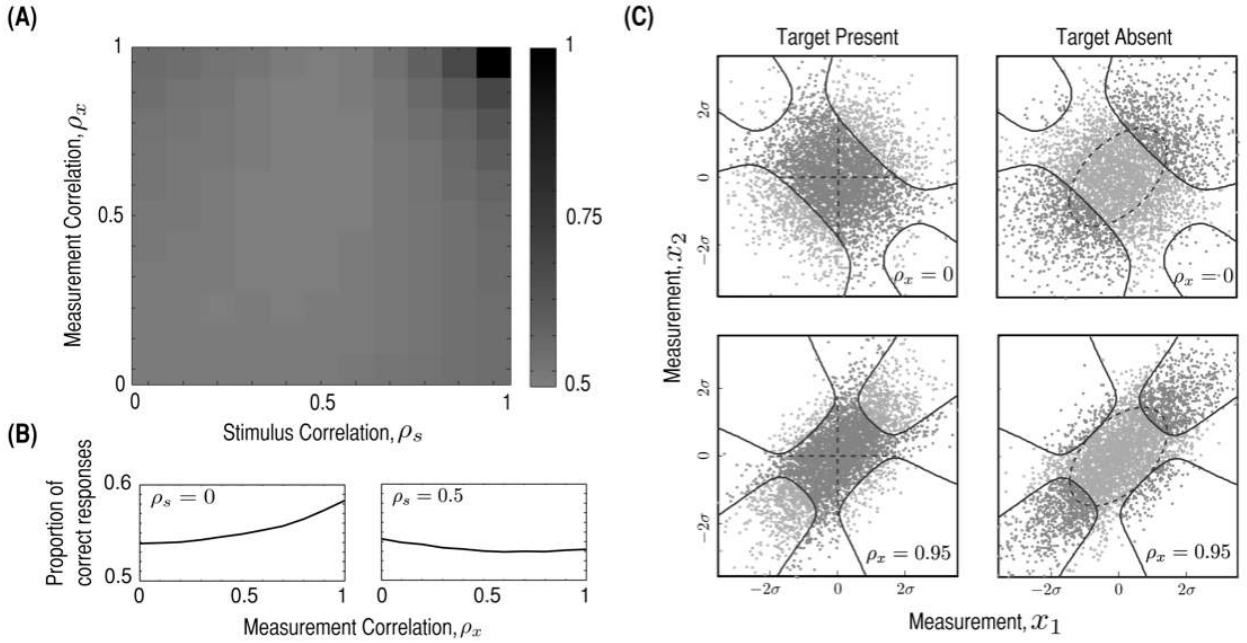 (A)
1
0.5
0
Measurement Correlation, ρx
0
0.5
1
Stimulus Correlation, ρs
1
0.75
0.5
(B)
Proportion of
correct responses
0.6
0.5
ρs = 0
0
0.5
1
ρs = 0.5
0
0.5
1
Measurement Correlation, ρx
(C)
Target Present
Target Absent
Measurement, x2
2σ
0
−2σ
ρx = 0
ρx = 0
2σ
0
−2σ
ρx = 0.95
ρx = 0.95
−2σ
0
2σ
−2σ
0
2σ
Measurement, x1